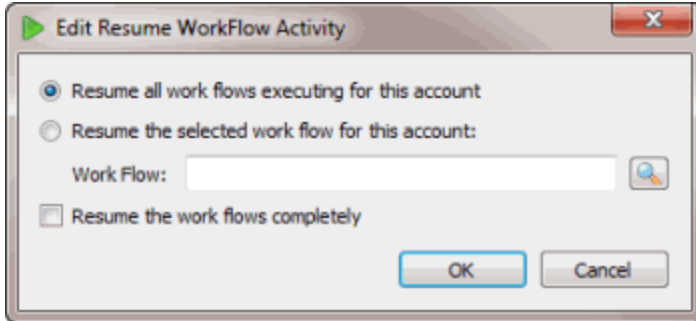 Edit Resume WorkFlow Activity
Resume all work flows executing for this account
Resume the selected work flow for this account:
Work Flow:
Resume the work flows completely
OK Cancel